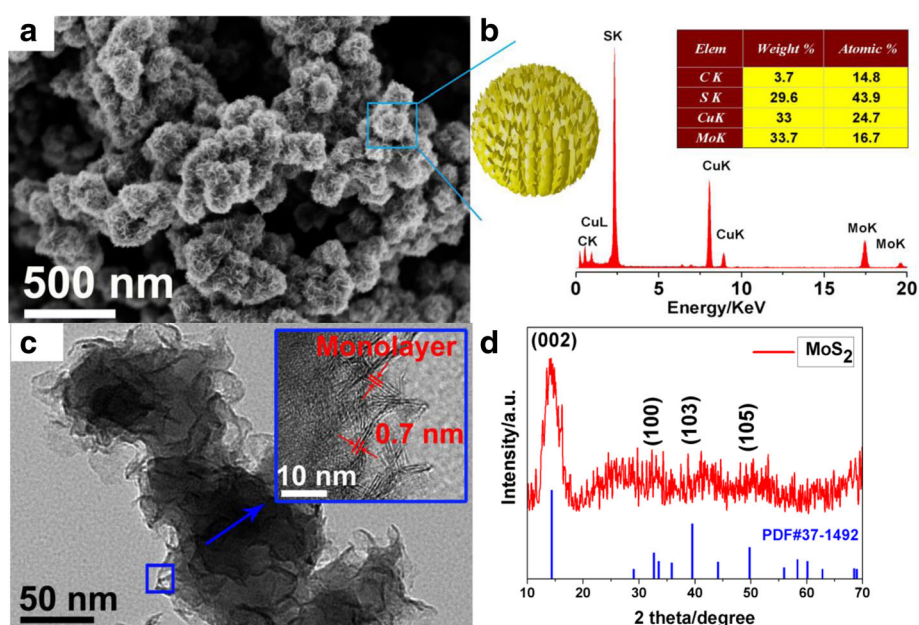 a
500 nm
b
SK
CuL
CK
CuK
CuK
MoK
MoK
0 5 10 15 20
Energy/KeV
Elem Weight % Atomic %
C K 3.7 14.8
S K 29.6 43.9
CuK 33 24.7
MoK 33.7 16.7
c
Monolayer
0.7 nm
10 nm
50 nm
d
(002)
MoS2
(100)
(103)
(105)
Intensity/a.u.
PDF#37-1492
10 20 30 40 50 60 70
2 theta/degree